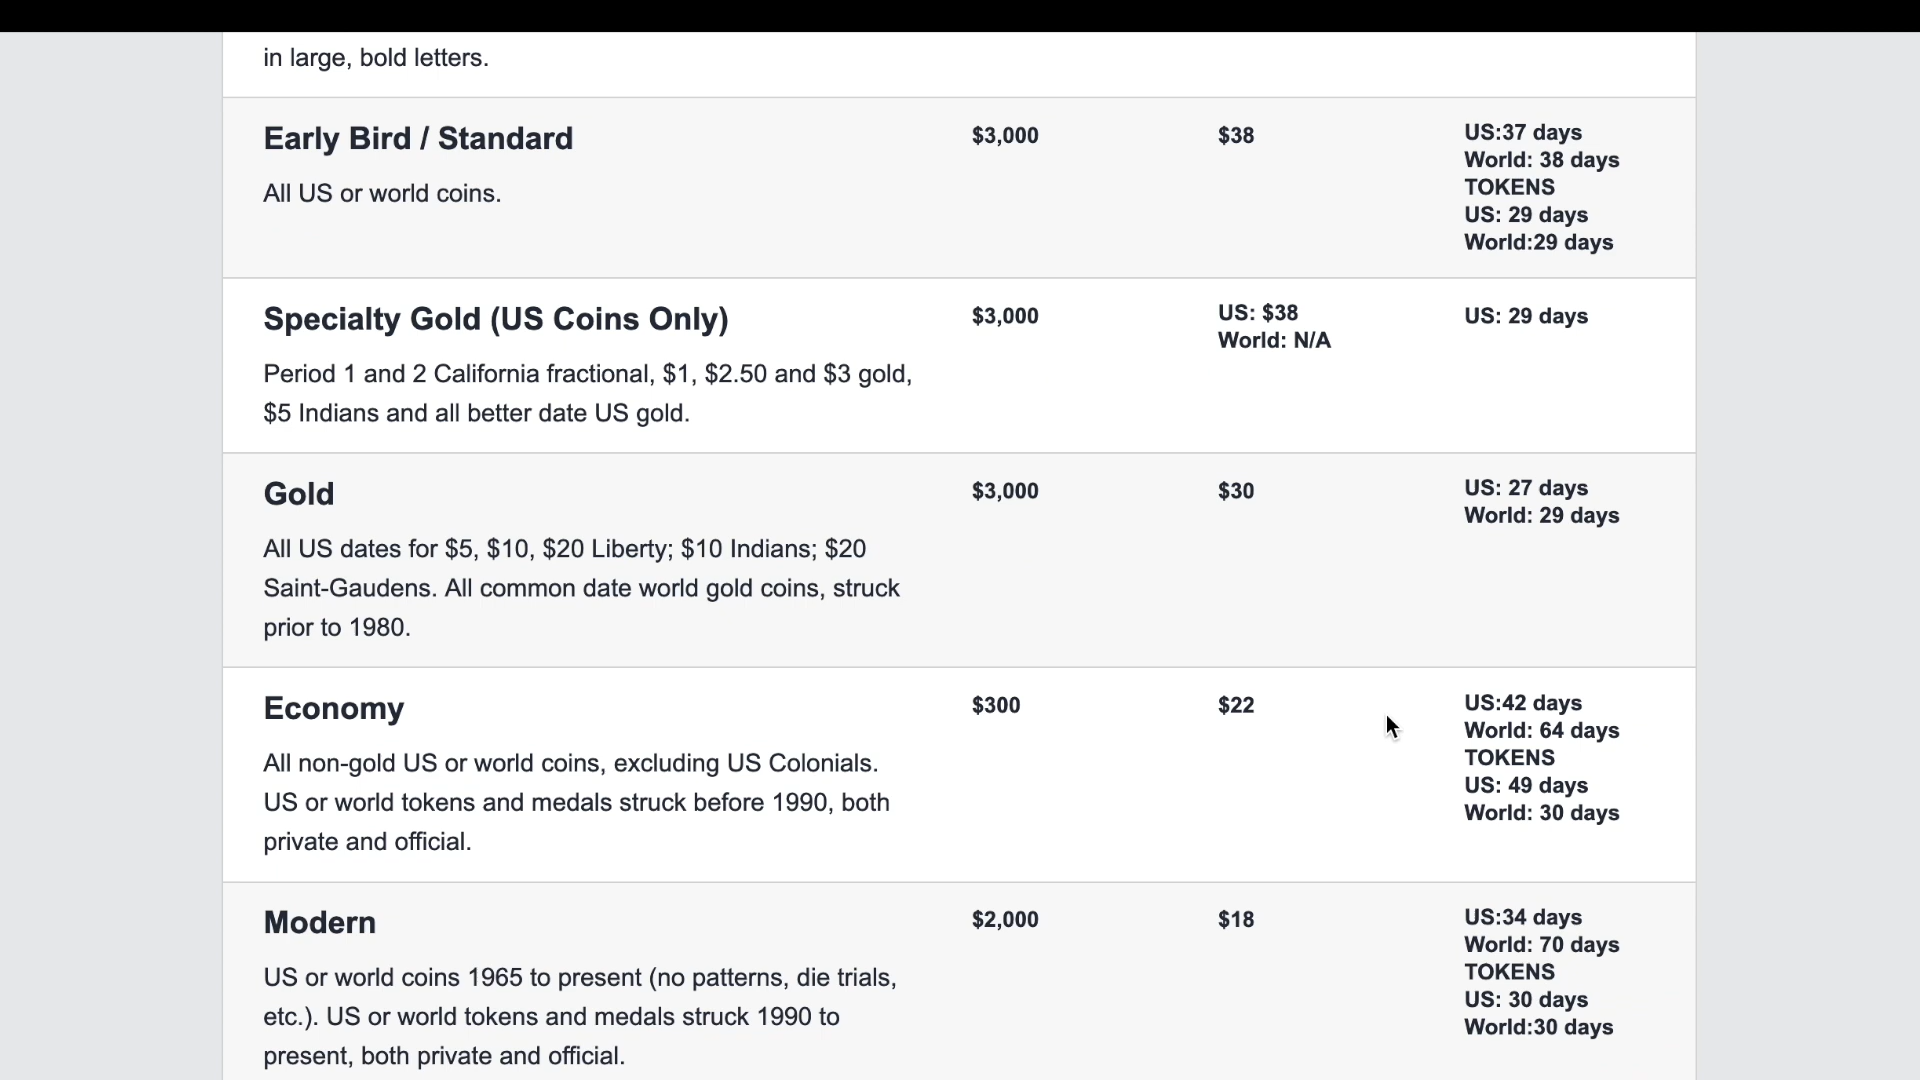 in large, bold letters.
Early Bird / Standard
$3,000
$38
US:37 days
World: 38 days
TOKENS
US: 29 days
World:29 days
All US or world coins.
Specialty Gold (US Coins Only)
$3,000
US: $38
World: N/A
US: 29 days
Period 1 and 2 California fractional, $1, $2.50 and $3 gold,
$5 Indians and all better date US gold.
Gold
$3,000
$30
US: 27 days
World: 29 days
All US dates for $5, $10, $20 Liberty; $10 Indians; $20
Saint-Gaudens. All common date world gold coins, struck
prior to 1980.
Economy
$300
$22
US:42 days
World: 64 days
TOKENS
US: 49 days
World: 30 days
All non-gold US or world coins, excluding US Colonials.
US or world tokens and medals struck before 1990, both
private and official.
Modern
$2,000
$18
US:34 days
World: 70 days
TOKENS
US: 30 days
World:30 days
US or world coins 1965 to present (no patterns, die trials,
etc.). US or world tokens and medals struck 1990 to
present, both private and official.